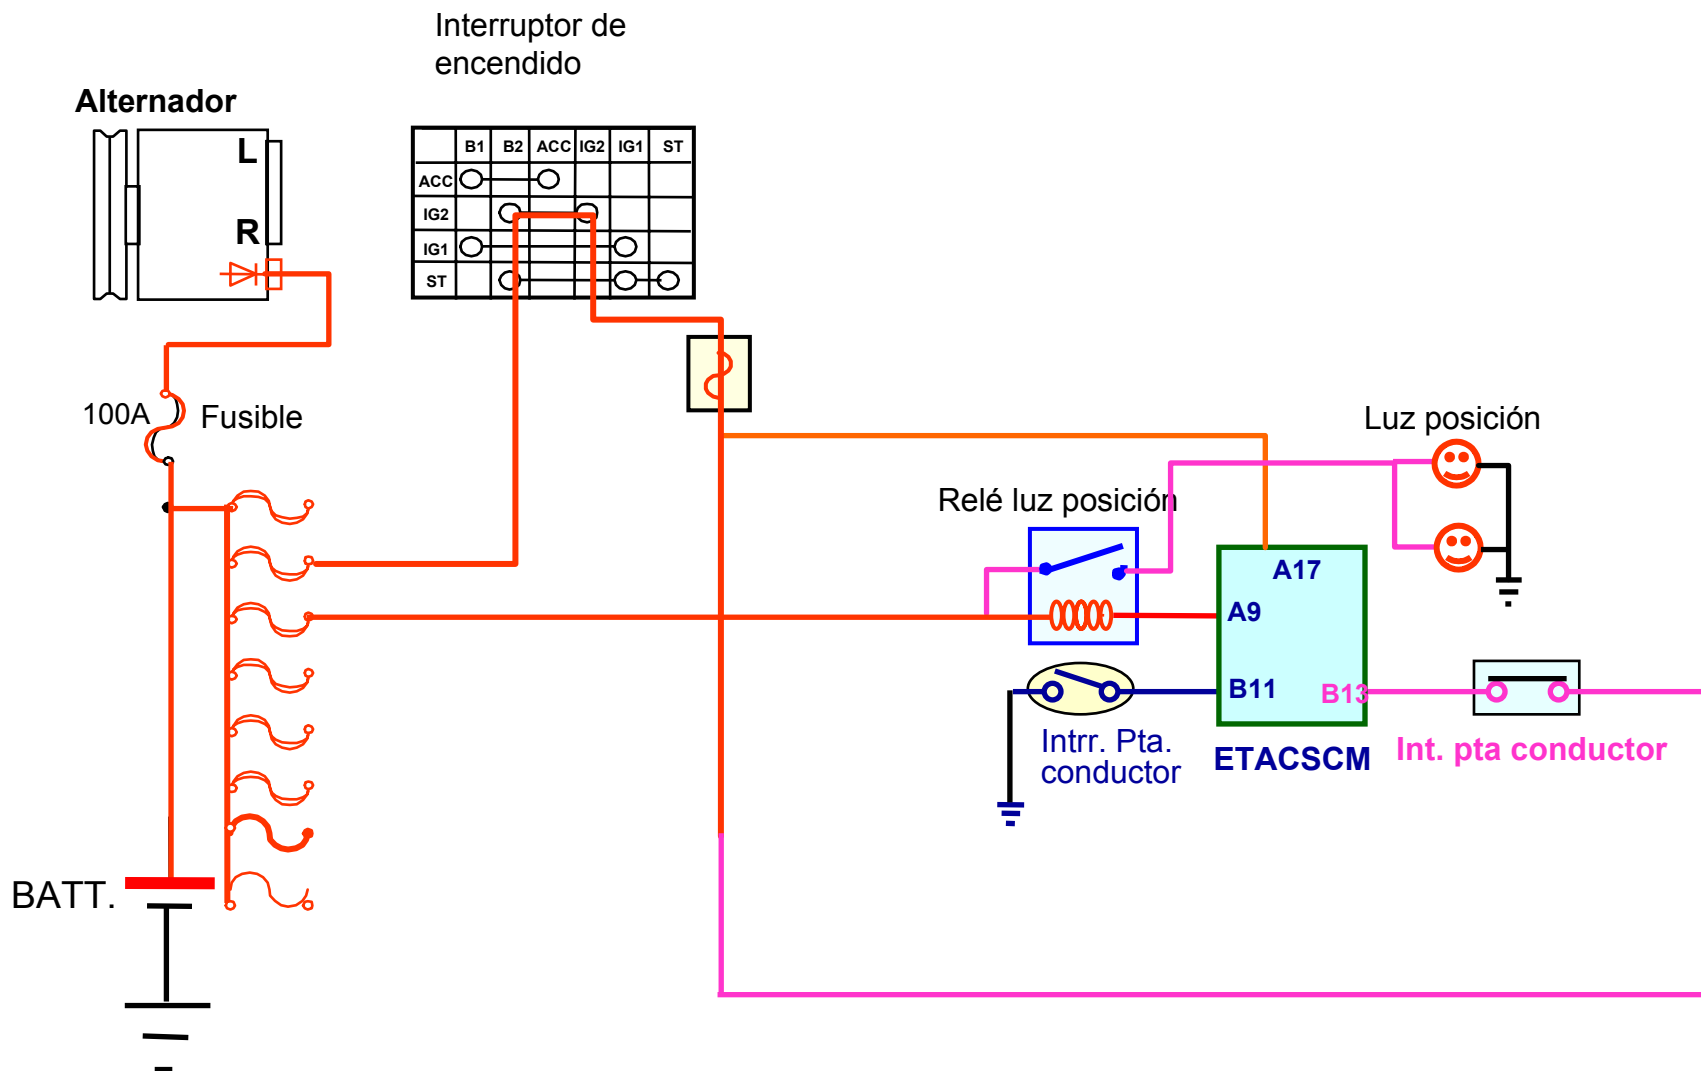 Interruptor de
encendido
Alternador
L
R
B1 B2 ACC IG2 IG1 ST
ACC
IG2
IG1
ST
100A Fusible
Luz posición
Relé luz posición
A17
A9
B11 B13
Intrr. Pta.
conductor
ETACSCM
Int. pta conductor
BATT.